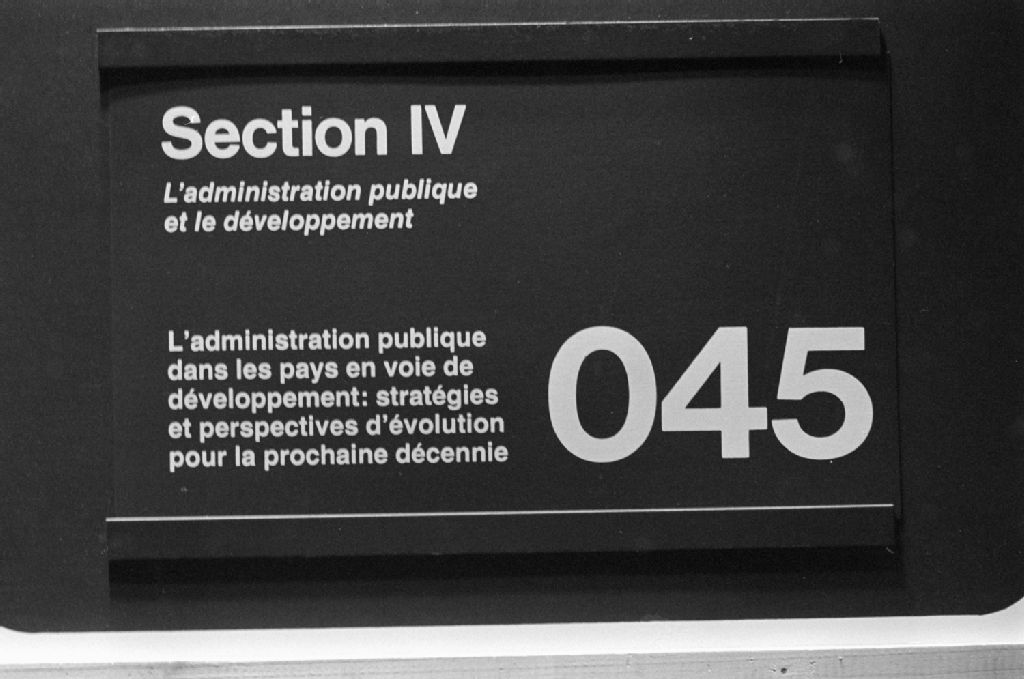 Section IV
L'administration publique
et le développement
L'administration publique
dans les pays en voie de
développement: stratégies
et perspectives d'évolution
pour la prochaine décennie
045